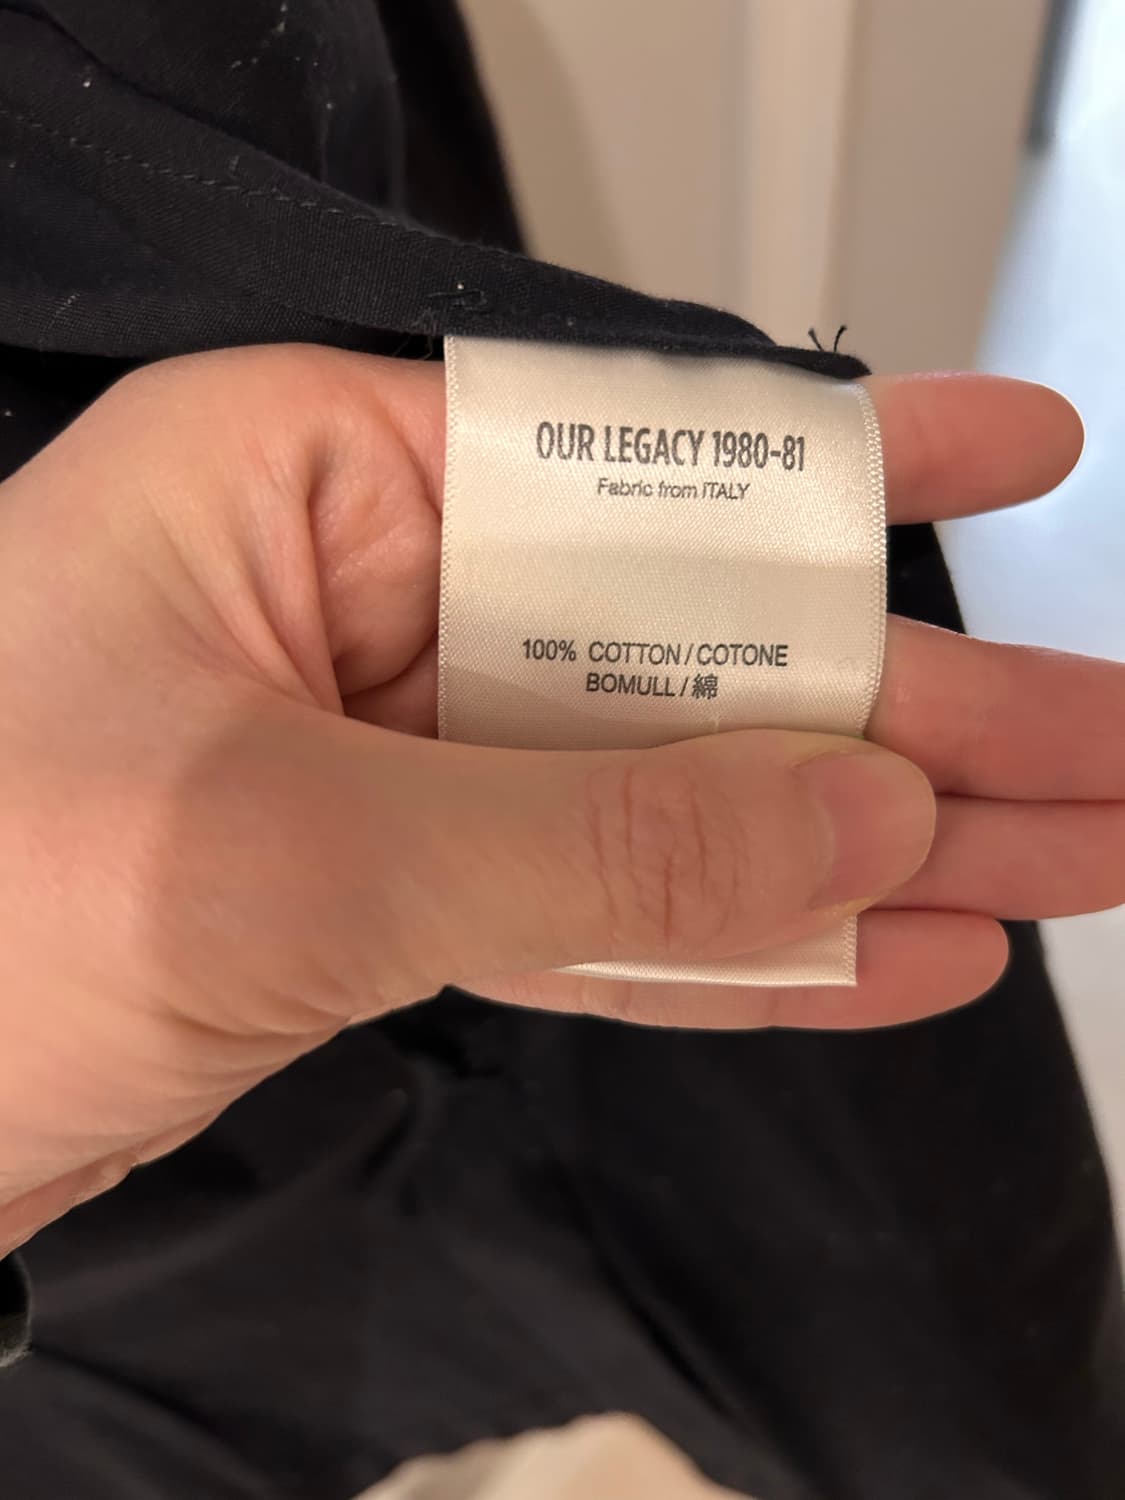 OUR LEGACY 1980-81
Fabric from ITALY
100% COTTON / COTONE
BOMULL / 綿